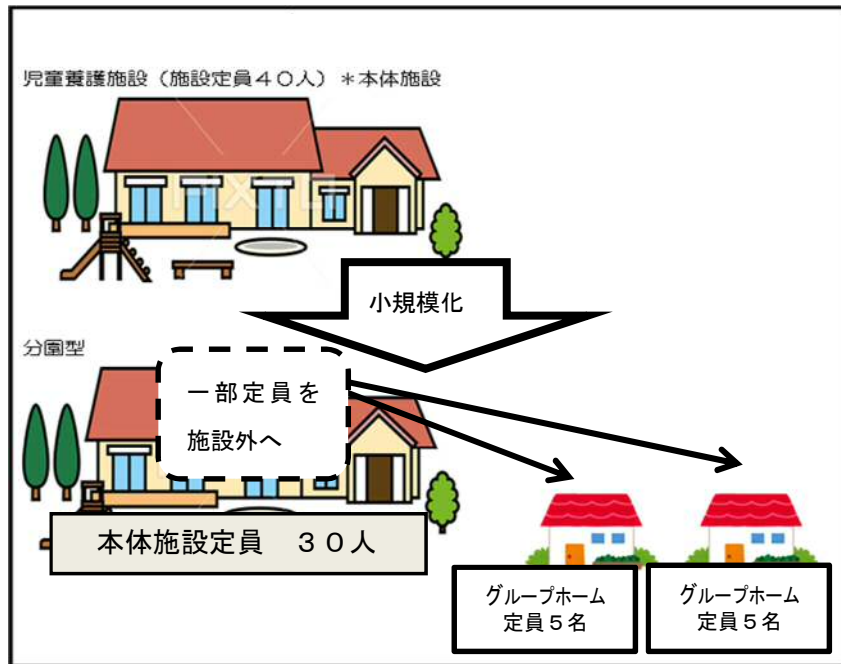 児童養護施設（施設定員４０人）＊本体施設
小規模化
分園型
一部定員を
施設外へ
本体施設定員　３０人
グループホーム
定員５名
グループホーム
定員５名